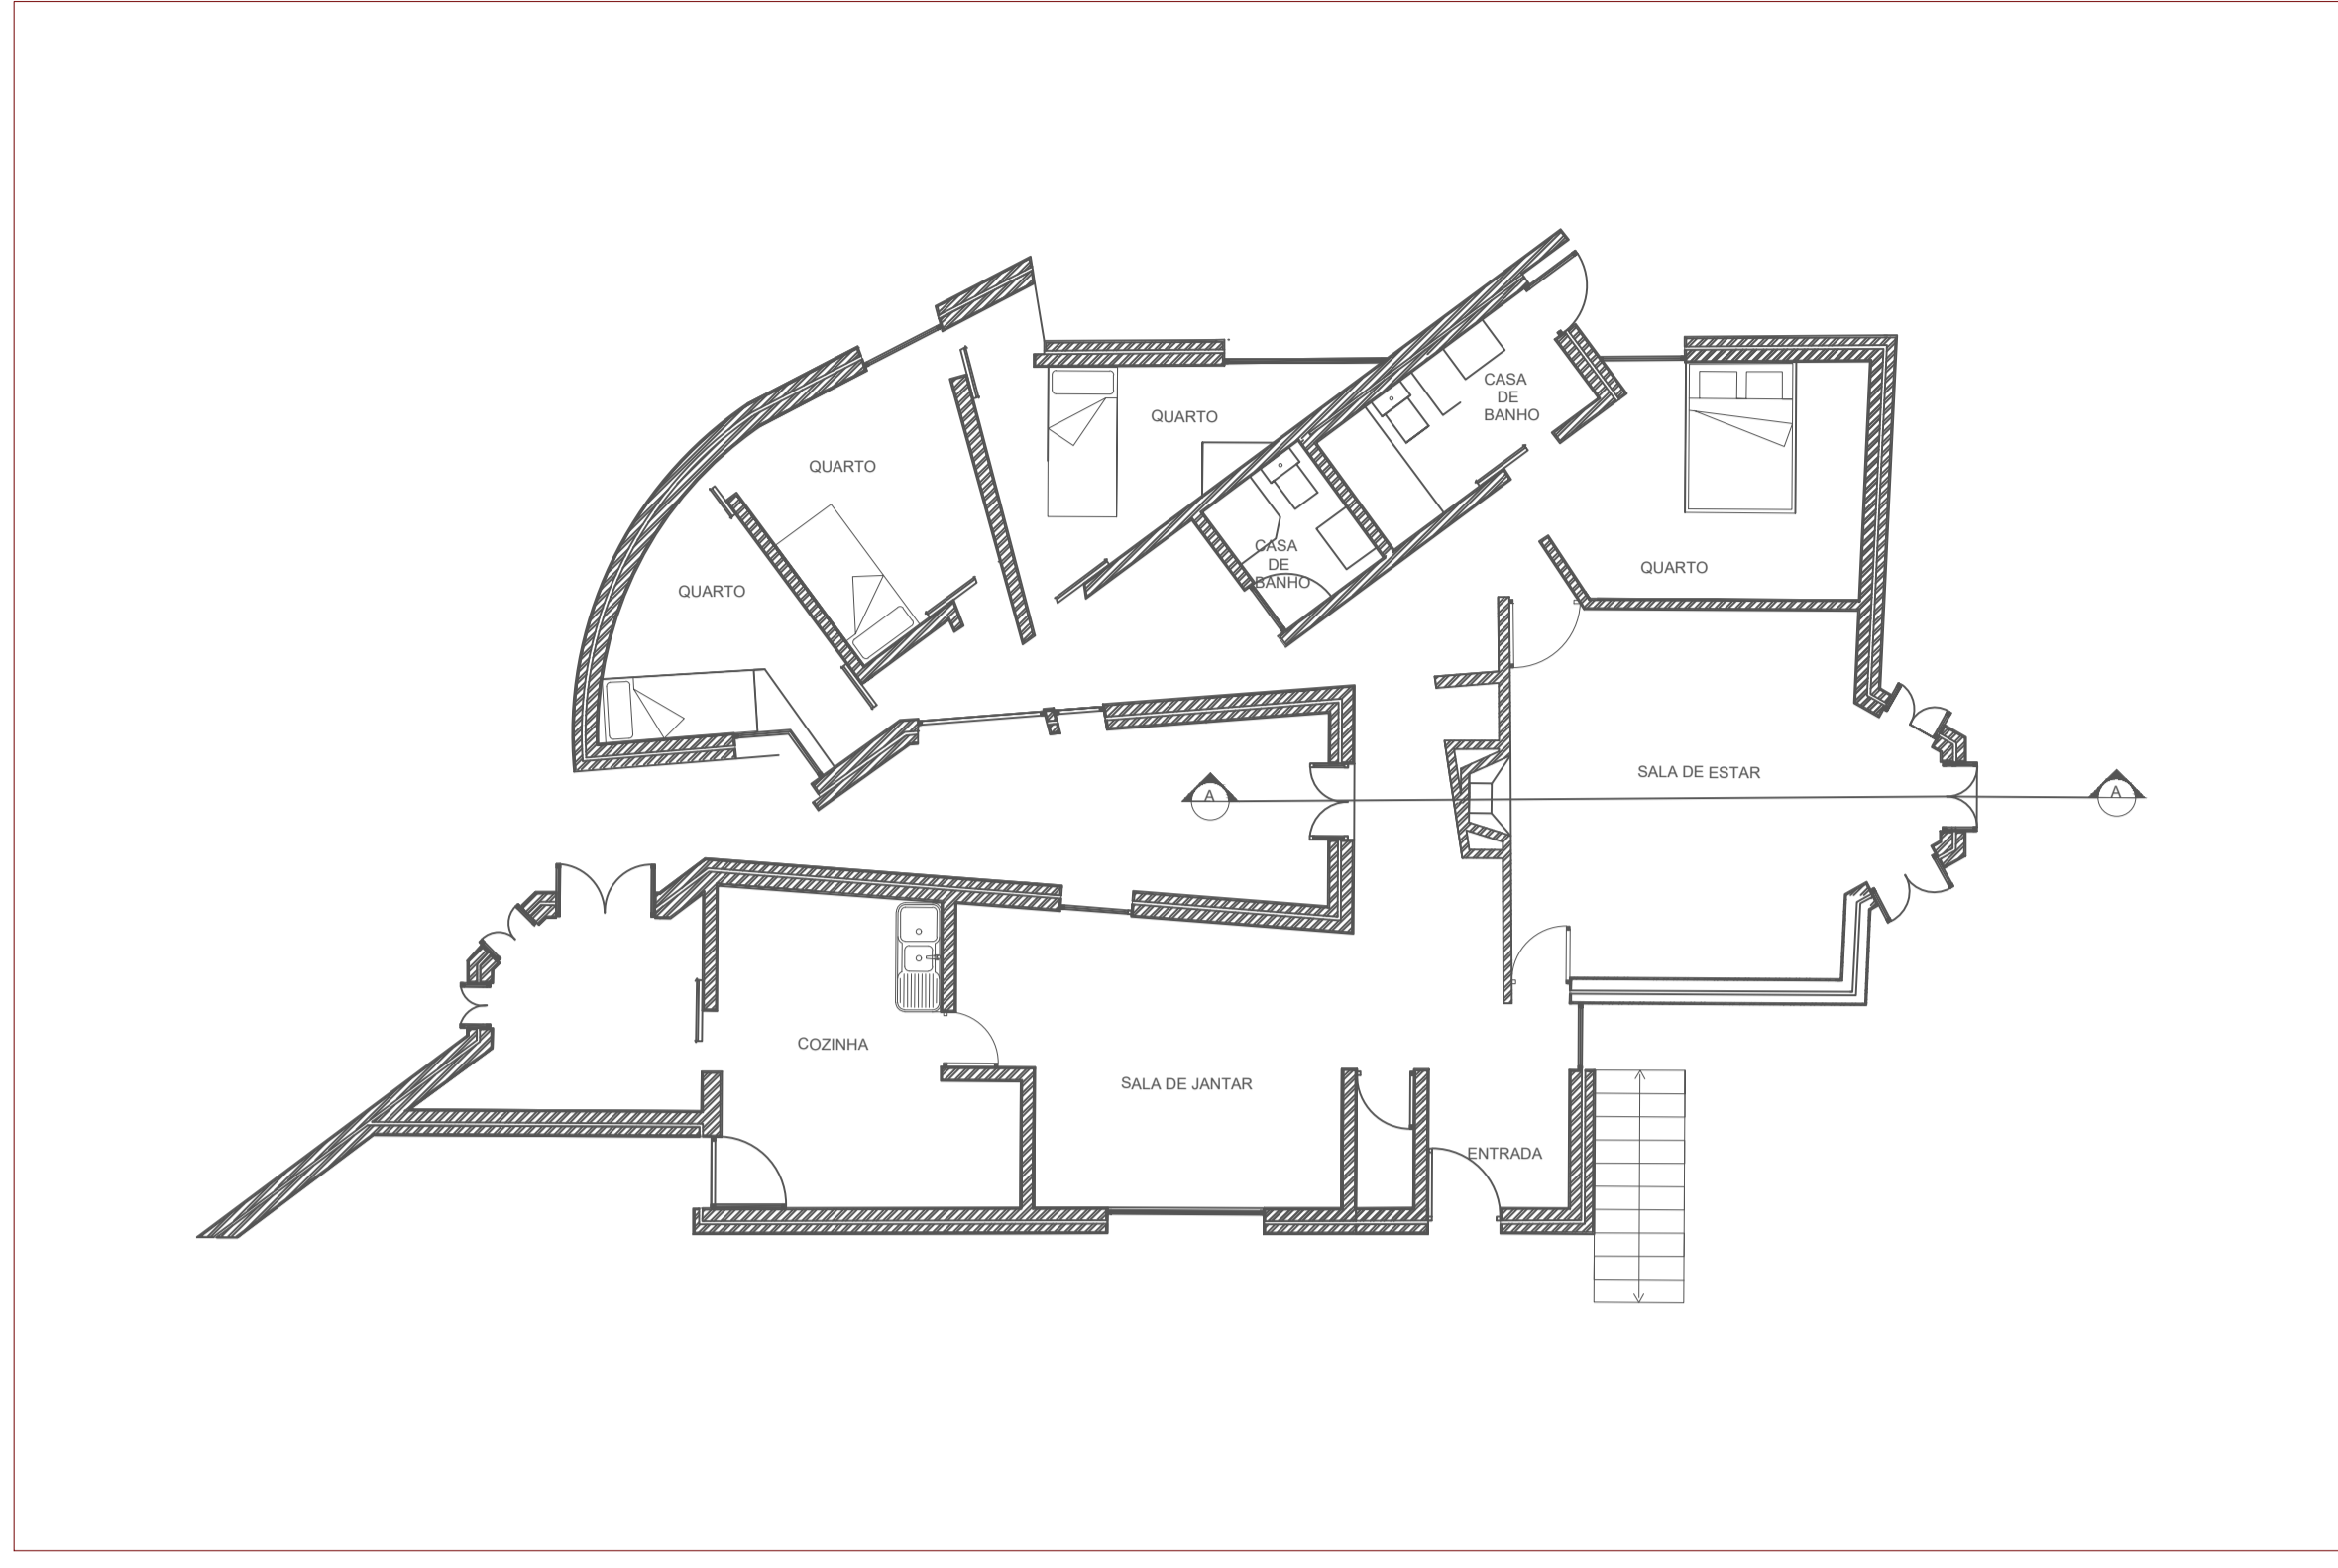 CASA
DE
BANHO
QUARTO
QUARTO
CASA
DE
BANHO
QUARTO
QUARTO
SALA DE ESTAR
A
A
COZINHA
SALA DE JANTAR
ENTRADA